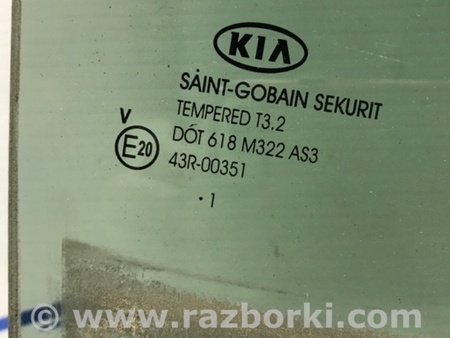 KIA
SAINT-GOBAIN SEKURIT
TEMPERED T3.2
DOT 618 M322 AS3
V
E20
43R-00351
· 1
© www.razborki.com